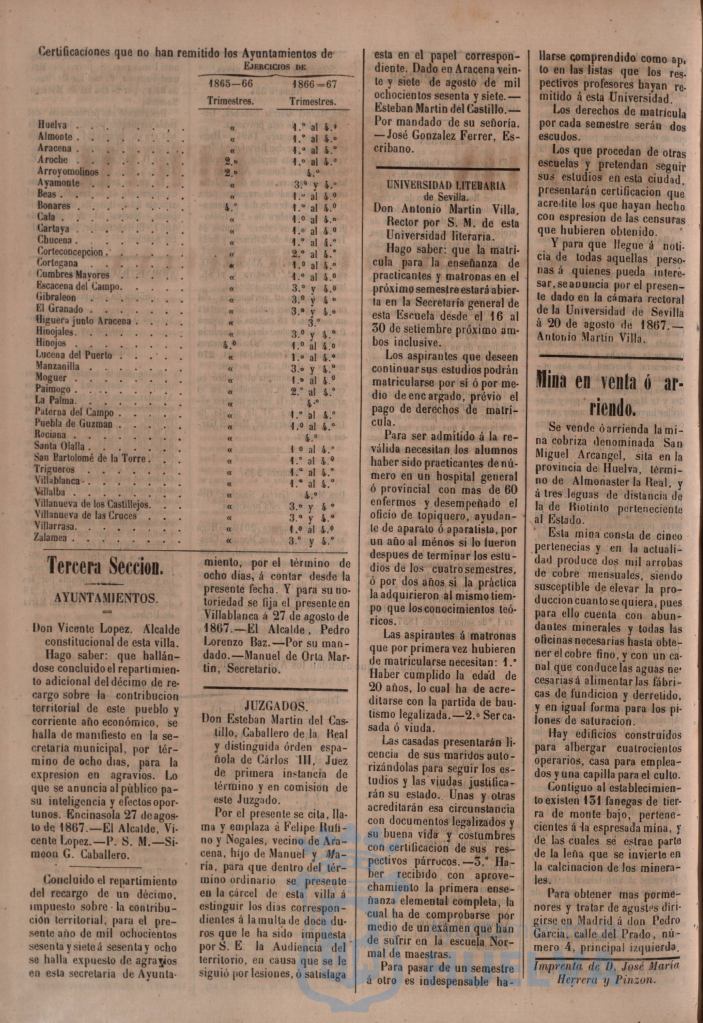 Certificaciones que no han remitido los Ayuntamientos de
EJERCICIOS DE
1865—66 1866—67
Trimestres. Trimestres.
Huelva . . . . . . . « 1.° al 4.°
Almonte . . . . . . . « 1.° al 4.°
Aracena . . . . . . . « 1.° al 4.°
Aroche . . . . . . . 2.° 1.° al 4.°
Arroyomolinos . . . . . . 2.° 4.°
Ayamonte . . . . . . . « 3.° y 4.°
Beas . . . . . . . « 1.° al 4.°
Bonares . . . . . . . 4.° 1.° al 4.°
Cala . . . . . . . « 1.° al 4.°
Cartaya . . . . . . . « 1.° al 4.°
Chucena . . . . . . . « 1.° al 4.°
Corteconcepcion . . . . . . « 2.° al 4.°
Cortegana . . . . . . . « 1.° al 4.°
Cumbres Mayores . . . . . « 1.° al 4.°
Escacena del Campo. . . . . « 3.° y 4.°
Gibraleon . . . . . . . « 3.° y 4.°
El Granado . . . . . . « 3.° y 4.°
Higuera junto Aracena . . . . « 3.°
Hinojales. . . . . . . « 3.° y 4.°
Hinojos . . . . . . . 4.° 1.° al 4.°
Lucena del Puerto . . . . . « 1.° al 4.°
Manzanilla . . . . . . « 3.° y 4.°
Moguer . . . . . . . « 1.° al 4.°
Paimogo . . . . . . . « 2.° al 4.°
La Palma. . . . . . . « 4.°
Paterna del Campo . . . . . « 1.° al 4.°
Puebla de Guzman . . . . . « 1.° al 4.°
Rociana . . . . . . . « 4.°
Santa Olalla . . . . . . « 1.° al 4.°
San Bartolomé de la Torre . . . « 1.° al 4.°
Trigueros . . . . . . . « 1.° al 4.°
Villablanca . . . . . . « 1.° al 4.°
Villalba . . . . . . . « 4.°
Villanueva de los Castillejos. . . « 3.° y 4.°
Villanueva de las Cruces . . . « 3.° y 4.°
Villarrasa. . . . . . . « 1.° al 4.°
Zalamea . . . . . . . « 3.° y 4.°
Tercera Seccion.
AYUNTAMIENTOS.
Don Vicente Lopez, Alcalde
constitucional de esta villa.
Hago saber: que hallán-
dose concluido el repartimien-
to adicional del décimo de re-
cargo sobre la contribucion
territorial de este pueblo y
corriente año económico, se
halla de manifiesto en la se-
cretaría municipal, por tér-
mino de ocho dias, para la
expresion en agravios. Lo
que se anuncia al público pa-
su inteligencia y efectos opor-
tunos. Encinasola 27 de agos-
to de 1867.—El Alcalde, Vi-
cente Lopez.—P. S. M.—Si-
meon G. Caballero.
Concluido el repartimiento
del recargo de un décimo,
impuesto sobre la contribu-
ción territorial, para el pre-
sente año de mil ochocientos
sesenta y siete á sesenta y ocho
se halla expuesto de agravios
en esta secretaria de Ayunta-
miento, por el término de
ocho dias, á contar desde la
presente fecha. Y para su no-
toriedad se fija el presente en
Villablanca á 27 de agosto de
1867.—El Alcalde, Pedro
Lorenzo Baz.—Por su man-
dado.—Manuel de Orta Mar-
tin, Secretario.
JUZGADOS.
Don Esteban Martin del Cas-
tillo, Caballero de la Real
y distinguida órden espa-
ñola de Cárlos III, Juez
de primera instancia de
término y en comision de
este Juzgado.
Por el presente se cita, lla-
ma y emplaza á Felipe Rufi-
no y Nogales, vecino de Ara-
cena, hijo de Manuel y Ma-
ría, para que dentro del tér-
mino ordinario se presente
en la cárcel de esta villa á
estinguir los dias correspon-
dientes á la multa de doce du-
ros que le ha sido impuesta
por S. E. la Audiencia del
territorio, en causa que se le
siguió por lesiones, ó satisfaga
esta en el papel correspon-
diente. Dado en Aracena vein-
te y siete de agosto de mil
ochocientos sesenta y siete.—
Esteban Martin del Castillo.—
Por mandado de su señoria.
—José Gonzalez Ferrer, Es-
cribano.
UNIVERSIDAD LITERARIA
de Sevilla.
Don Antonio Martin Villa,
Rector por S. M. de esta
Universidad literaria.
Hago saber: que la matri-
cula para la enseñanza de
practicantes y matronas en el
próximo semestre estará abier-
ta en la Secretaría general de
esta Escuela desde el 16 al
30 de setiembre próximo am-
bos inclusive.
Los aspirantes que deseen
continuar sus estudios podrán
matricularse por sí ó por me-
dio de encargado, prévio el
pago de derechos de matri-
cula.
Para ser admitido á la re-
válida necesitan los alumnos
haber sido practicantes de nú-
mero en un hospital general
ó provincial con mas de 60
enfermos y desempeñado el
oficio de topiquero, ayudan-
te de aparato ó aparatista, por
un año al ménos si lo fueron
despues de terminar los estu-
dios de los cuatro semestres,
ó por dos años si la práctica
la adquirieron al mismo tiem-
po que los conocimientos teó-
ricos.
Las aspirantes á matronas
que por primera vez hubieren
de matricularse necesitan: 1.°
Haber cumplido la edad de
20 años, lo cual ha de acre-
ditarse con la partida de bau-
tismo legalizada.—2.° Ser ca-
sada ó viuda.
Las casadas presentarán li-
cencia de sus maridos auto-
rizándolas para seguir los es-
tudios y las viudas justifica-
rán su estado. Unas y otras
acreditarán esa circunstancia
con documentos legalizados y
su buena vida y costumbres
con certificacion de sus res-
pectivos párrocos.—3.° Ha-
ber recibido con aprove-
chamiento la primera ense-
ñanza elemental completa, la
cual ha de comprobarse por
medio de un exámen que han
de sufrir en la escuela Nor-
mal de maestras.
Para pasar de un semestre
á otro es indespensable ha-
llarse comprendido como ap-
to en las listas que los res-
pectivos profesores hayan re-
mitido á esta Universidad.
Los derechos de matrícula
por cada semestre serán dos
escudos.
Los que procedan de otras
escuelas y pretendan seguir
sus estudios en esta ciudad,
presentarán certificacion que
acredite los que hayan hecho
con espresion de las censuras
que hubieren obtenido.
Y para que llegue á noti-
cia de todas aquellas perso-
nas á quienes pueda intere-
sar, se anuncia por el presen-
te dado en la cámara rectoral
de la Universidad de Sevilla
á 20 de agosto de 1867.—
Antonio Martin Villa.
Mina en venta ó ar-
riendo.
Se vende ó arrienda la mi-
na cobriza denominada San
Miguel Arcangel, sita en la
provincia de Huelva, térmi-
no de Almonaster la Real, y
á tres leguas de distancia de
la de Riotinto perteneciente
al Estado.
Esta mina consta de cinco
pertenecias y en la actuali-
dad produce dos mil arrobas
de cobre mensuales, siendo
susceptible de elevar la pro-
duccion cuanto se quiera, pues
para ello cuenta con abun-
dantes minerales y todas las
oficinas necesarias hasta obte-
ner el cobre fino, y con un ca-
nal que conduce las aguas ne-
cesarias á alimentar las fábri-
cas de fundicion y derretido,
y en igual forma para los pi-
lones de saturacion.
Hay edificios construidos
para albergar cuatrocientos
operarios, casa para emplea-
dos y una capilla para el culto.
Contiguo al establecimien-
to existen 131 fanegas de tier-
ra de monte bajo, pertene-
cientes á la espresada mina, y
de las cuales se estrae parte
de la leña que se invierte en
la calcinacion de los minera-
les.
Para obtener mas porme-
nores y tratar de agustes diri-
girse en Madrid á don Pedro
Garcia, calle del Prado, nú-
mero 4, principal izquierda.
Imprenta de D. José María
Herrera y Pinzon.